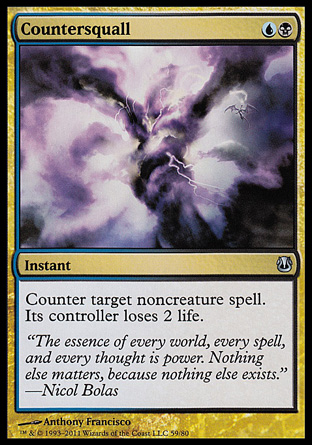 Countersquall
Instant
Counter target noncreature spell.
Its controller loses 2 life.
“The essence of every world, every spell,
and every thought is power. Nothing
else matters, because nothing else exists.”
—Nicol Bolas
Anthony Francisco
™ & © 1993–2011 Wizards of the Coast LLC 59/80